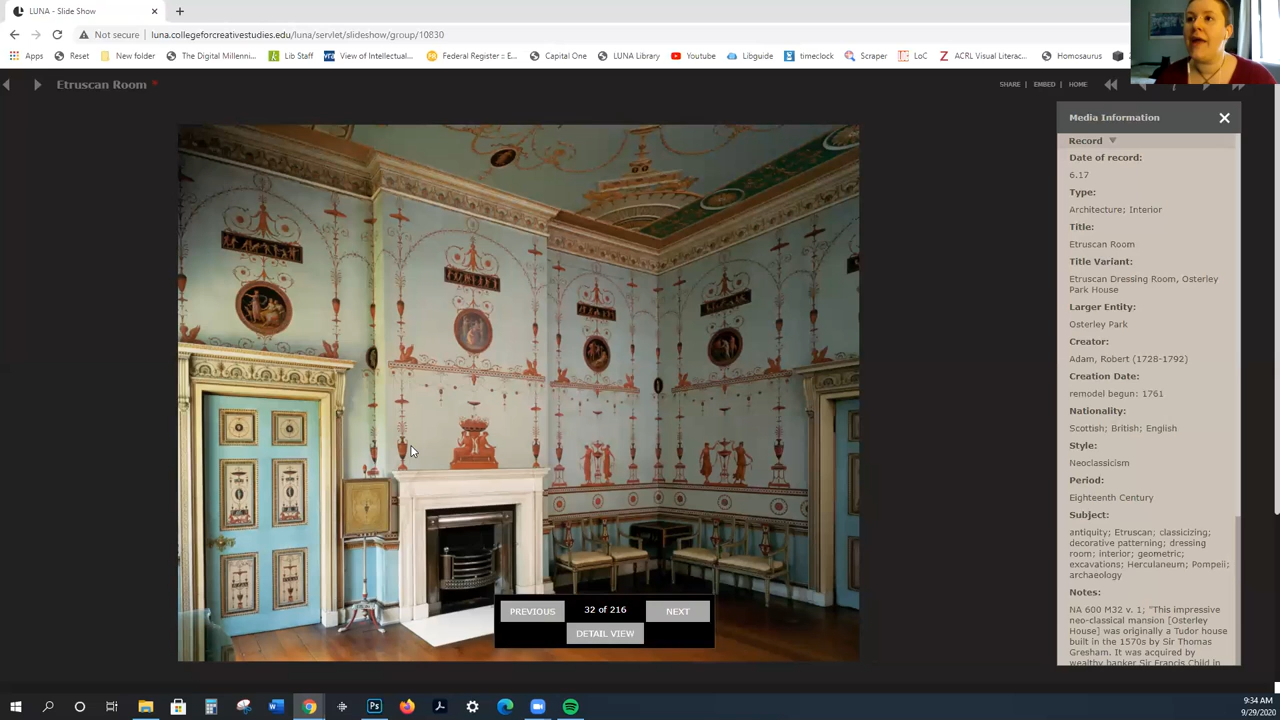 LUNA - Slide Show
Not secure | luna.collegeforcreativestudies.edu/luna/servlet/slideshow/group/10830
Apps Reset New folder The Digital Millenni... Lib Staff View of Intellectual... Federal Register :: E... Capital One LUNA Library Youtube Libguide timeclock Scraper LoC ACRL Visual Literac... Homosaurus
Etruscan Room *
SHARE | EMBED | HOME
Media Information
Record
Date of record:
6.17
Type:
Architecture; Interior
Title:
Etruscan Room
Title Variant:
Etruscan Dressing Room, Osterley
Park House
Larger Entity:
Osterley Park
Creator:
Adam, Robert (1728-1792)
Creation Date:
remodel begun: 1761
Nationality:
Scottish; British; English
Style:
Neoclassicism
Period:
Eighteenth Century
Subject:
antiquity; Etruscan; classicizing;
decorative patterning; dressing
room; interior; geometric;
excavations; Herculaneum; Pompeii;
archaeology
Notes:
NA 600 M32 v. 1; "This impressive
neo-classical mansion [Osterley
House] was originally a Tudor house
built in the 1570s by Sir Thomas
Gresham. It was acquired by
wealthy banker Sir Francis Child in
PREVIOUS 32 of 216 NEXT
DETAIL VIEW
9:34 AM
9/29/2020